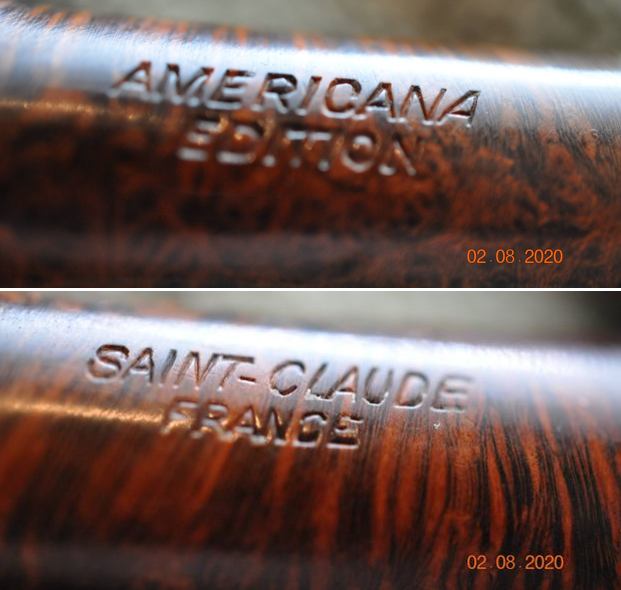 AMERICANA
EDITION
02.08.2020
SAINT-CLAUDE
FRANCE
02.08.2020